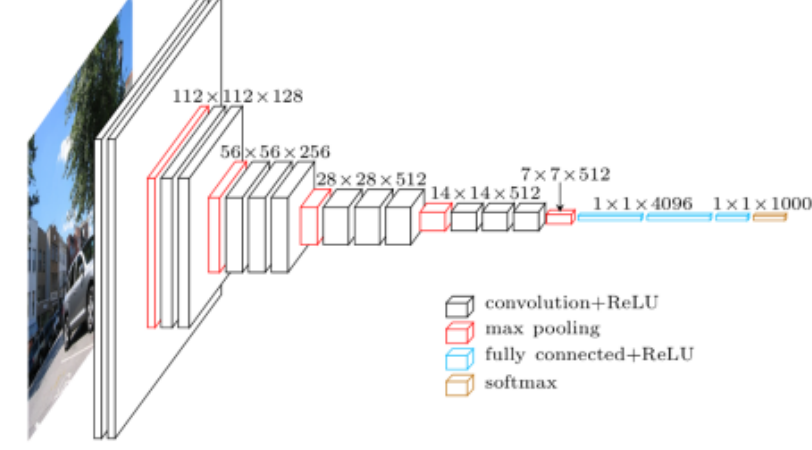 112×112×128
56×56×256
28×28×512
14×14×512
7×7×512
1×1×4096
1×1×1000
convolution+ReLU
max pooling
fully connected+ReLU
softmax